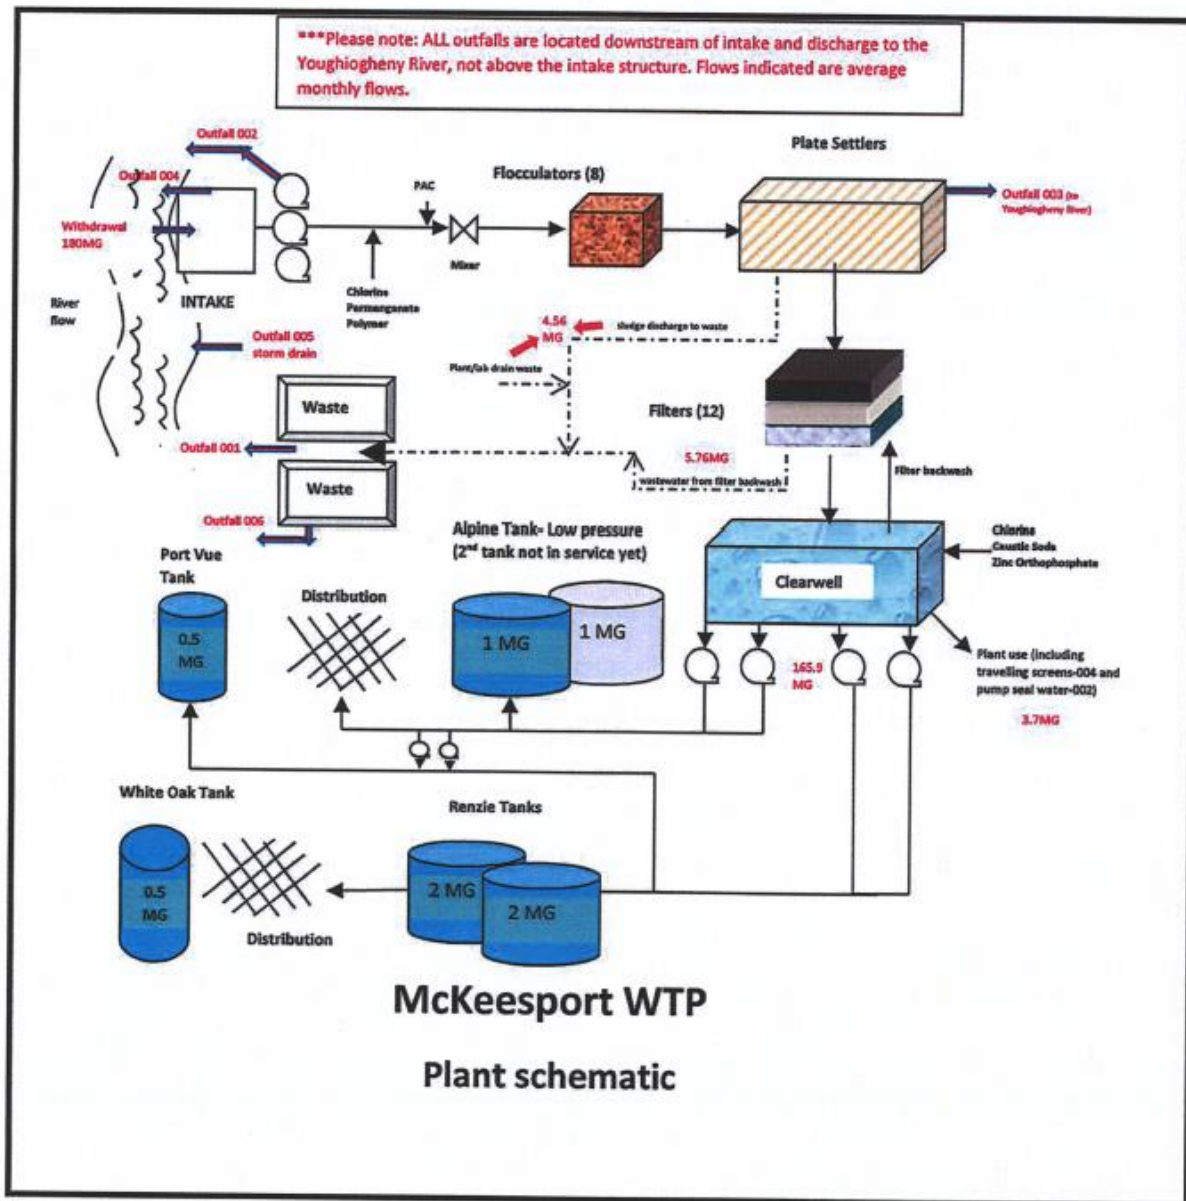 ***Please note: ALL outfalls are located downstream of intake and discharge to the
Youghiogheny River, not above the intake structure. Flows indicated are average
monthly flows.
Outfall 002
Plate Settlers
Outfall 004
Flocculators (8)
PAC
Outfall 003 (to
Youghiogheny River)
Withdrawal
180MG
Mixer
River
flow
INTAKE
Chlorine
Permanganate
Polymer
4.56
MG
sludge discharge to waste
Outfall 005
storm drain
Plant/lab drain waste
Waste
Filters (12)
Outfall 001
5.76MG
Filter backwash
wastewater from filter backwash
Waste
Outfall 006
Alpine Tank- Low pressure
(2nd tank not in service yet)
Chlorine
Caustic Soda
Zinc Orthophosphate
Port Vue
Tank
Clearwell
Distribution
0.5
MG
1 MG
1 MG
165.9
MG
Plant use (including
travelling screens-004 and
pump seal water-002)
3.7MG
White Oak Tank
Renzie Tanks
0.5
MG
2 MG
2 MG
Distribution
McKeesport WTP
Plant schematic